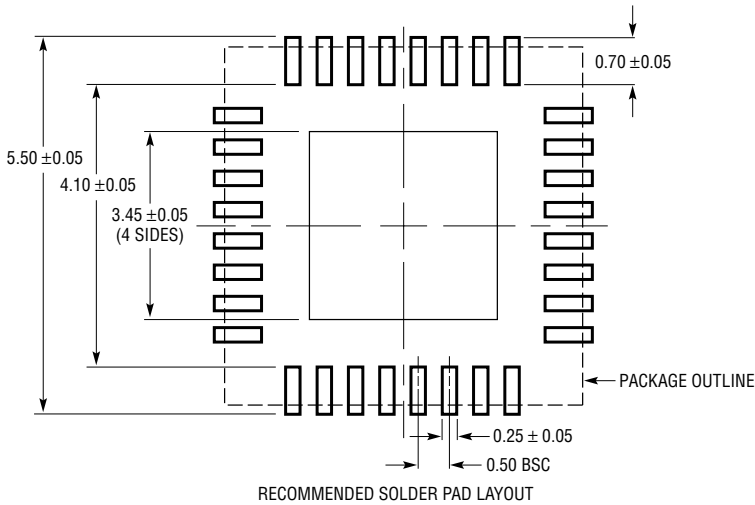 0.70 ±0.05
5.50 ±0.05
4.10 ±0.05
3.45 ±0.05
(4 SIDES)
PACKAGE OUTLINE
0.25 ± 0.05
0.50 BSC
RECOMMENDED SOLDER PAD LAYOUT